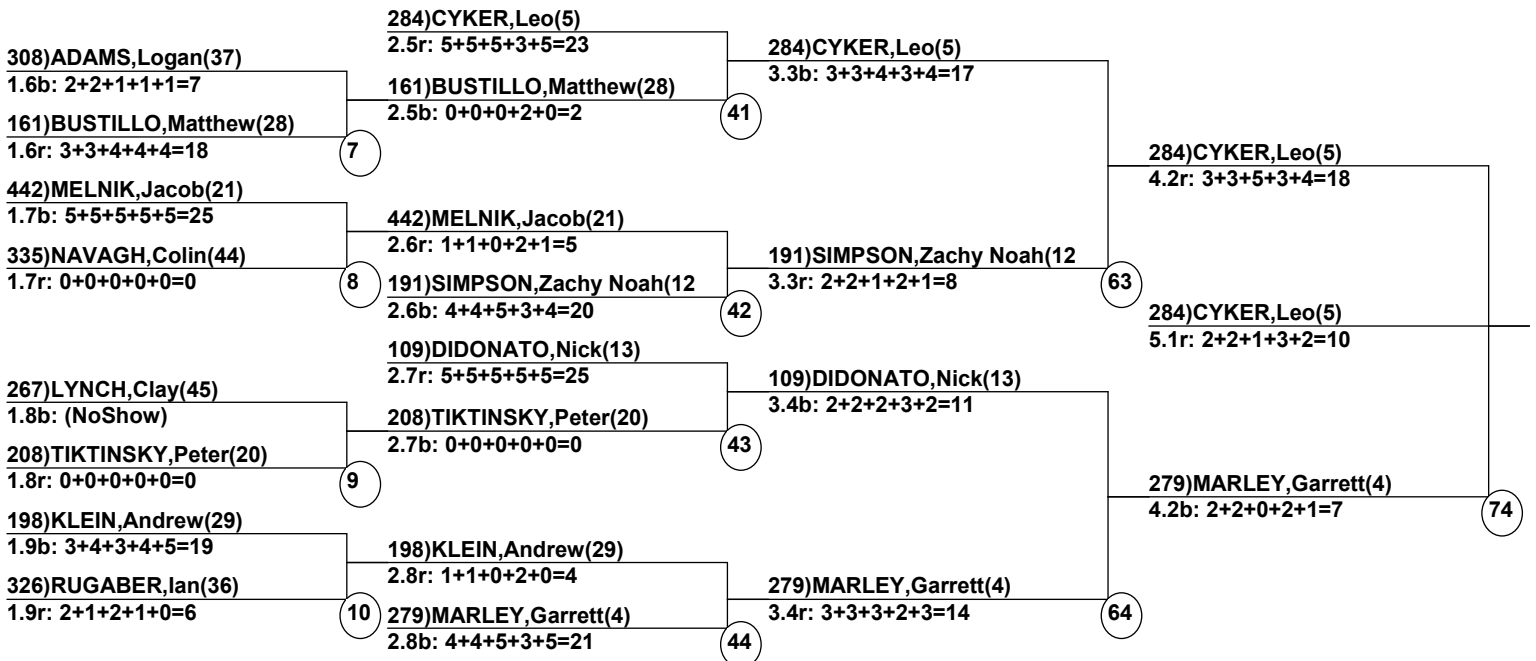 308)ADAMS,Logan(37)
1.6b: 2+2+1+1+1=7
161)BUSTILLO,Matthew(28)
1.6r: 3+3+4+4+4=18
7
442)MELNIK,Jacob(21)
1.7b: 5+5+5+5+5=25
335)NAVAGH,Colin(44)
1.7r: 0+0+0+0+0=0
8
267)LYNCH,Clay(45)
1.8b: (NoShow)
208)TIKTINSKY,Peter(20)
1.8r: 0+0+0+0+0=0
9
198)KLEIN,Andrew(29)
1.9b: 3+4+3+4+5=19
326)RUGABER,Ian(36)
1.9r: 2+1+2+1+0=6
10
284)CYKER,Leo(5)
2.5r: 5+5+5+3+5=23
161)BUSTILLO,Matthew(28)
2.5b: 0+0+0+2+0=2
41
442)MELNIK,Jacob(21)
2.6r: 1+1+0+2+1=5
191)SIMPSON,Zachy Noah(12
2.6b: 4+4+5+3+4=20
42
109)DIDONATO,Nick(13)
2.7r: 5+5+5+5+5=25
208)TIKTINSKY,Peter(20)
2.7b: 0+0+0+0+0=0
43
198)KLEIN,Andrew(29)
2.8r: 1+1+0+2+0=4
279)MARLEY,Garrett(4)
2.8b: 4+4+5+3+5=21
44
284)CYKER,Leo(5)
3.3b: 3+3+4+3+4=17
191)SIMPSON,Zachy Noah(12
3.3r: 2+2+1+2+1=8
63
109)DIDONATO,Nick(13)
3.4b: 2+2+2+3+2=11
279)MARLEY,Garrett(4)
3.4r: 3+3+3+2+3=14
64
284)CYKER,Leo(5)
4.2r: 3+3+5+3+4=18
279)MARLEY,Garrett(4)
4.2b: 2+2+0+2+1=7
74
284)CYKER,Leo(5)
5.1r: 2+2+1+3+2=10